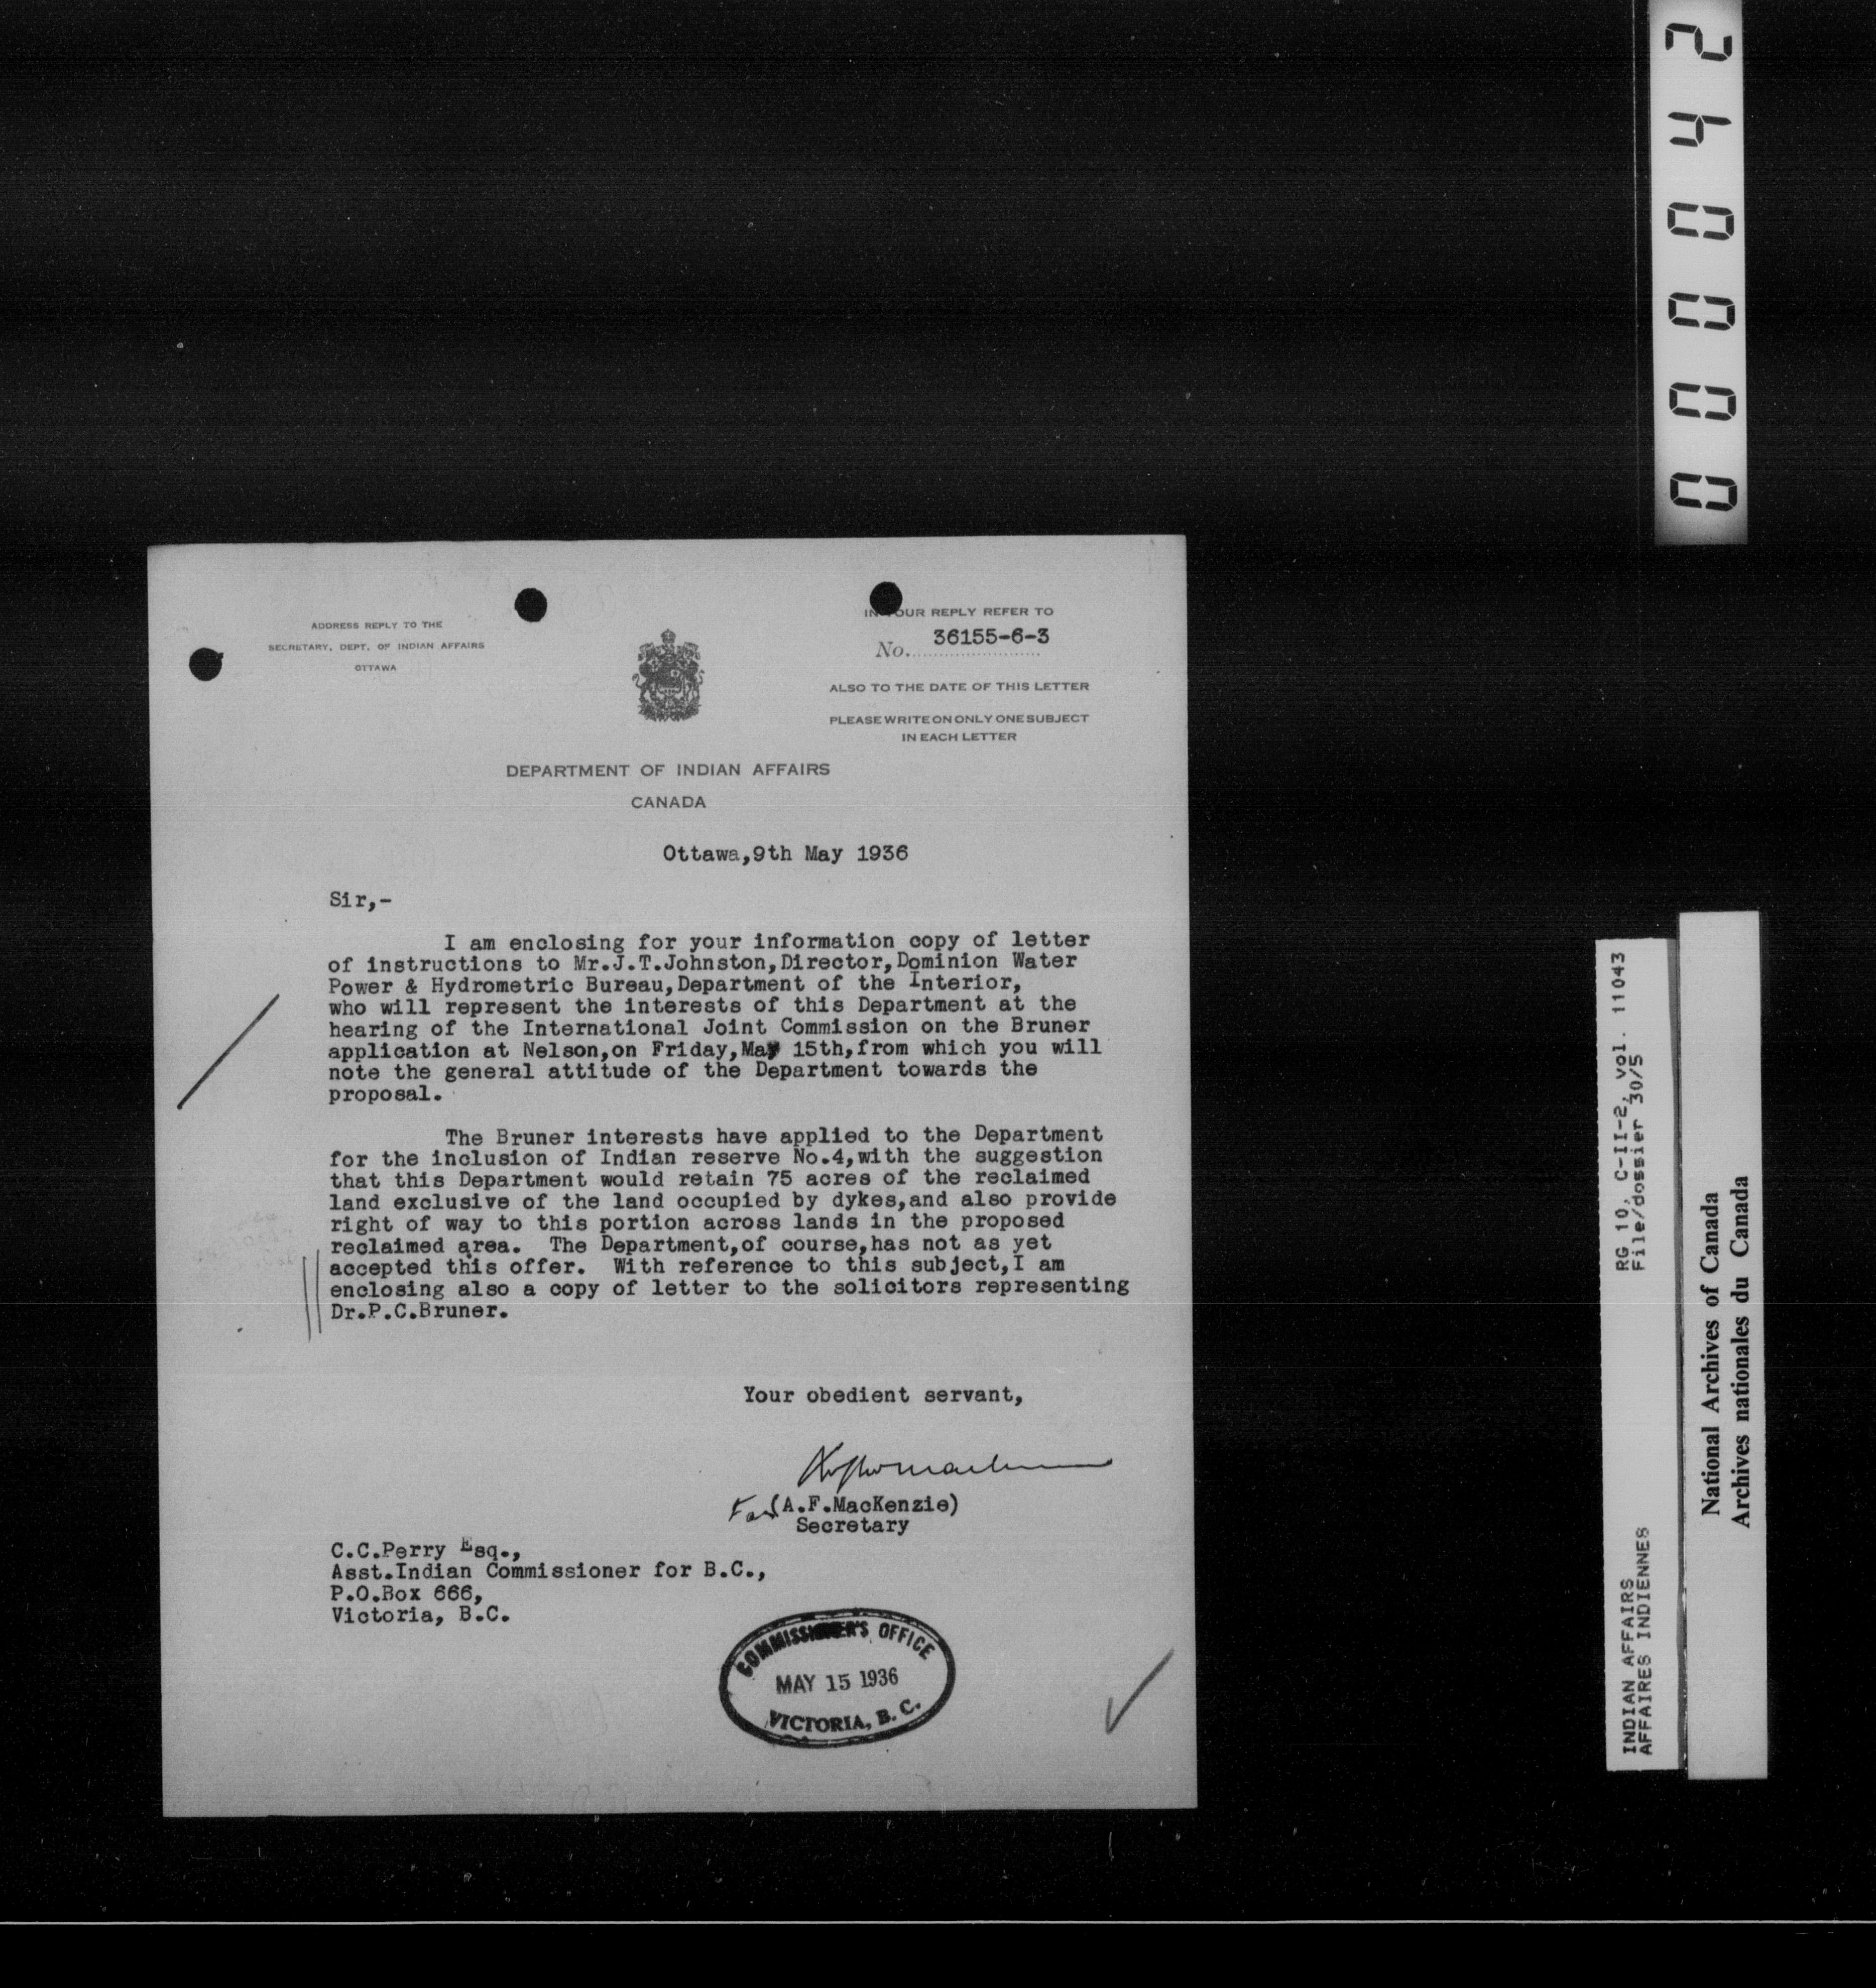 ADDRESS REPLY TO THE
SECRETARY, DEPT. OF INDIAN AFFAIRS
OTTAWA
IN YOUR REPLY REFER TO
No. 36155-6-3
ALSO TO THE DATE OF THIS LETTER
PLEASE WRITE ON ONLY ONE SUBJECT
IN EACH LETTER
DEPARTMENT OF INDIAN AFFAIRS
CANADA
Ottawa,9th May 1936
Sir,-
I am enclosing for your information copy of letter
of instructions to Mr.J.T.Johnston,Director,Dominion Water
Power & Hydrometric Bureau,Department of the Interior,
who will represent the interests of this Department at the
hearing of the International Joint Commission on the Bruner
application at Nelson,on Friday,May 15th,from which you will
note the general attitude of the Department towards the
proposal.
The Bruner interests have applied to the Department
for the inclusion of Indian reserve No.4,with the suggestion
that this Department would retain 75 acres of the reclaimed
land exclusive of the land occupied by dykes,and also provide
right of way to this portion across lands in the proposed
reclaimed area. The Department,of course,has not as yet
accepted this offer. With reference to this subject,I am
enclosing also a copy of letter to the solicitors representing
Dr.P.C.Bruner.
Your obedient servant,
For (A.F.MacKenzie)
Secretary
C.C.Perry Esq.,
Asst.Indian Commissioner for B.C.,
P.O.Box 666,
Victoria, B.C.
COMMISSIONER'S OFFICE
MAY 15 1936
VICTORIA, B. C.
000042
INDIAN AFFAIRS RG 10, C-II-2, vol. 11043
AFFAIRES INDIENNES File/dossier 30/5
National Archives of Canada
Archives nationales du Canada